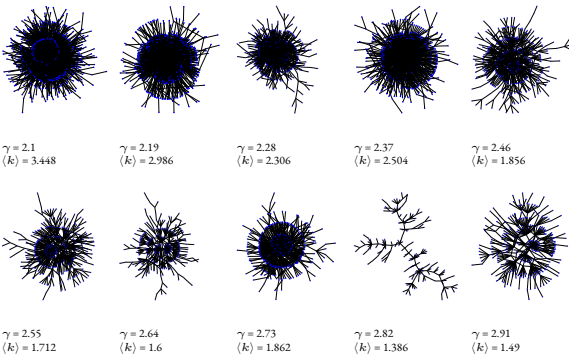 γ = 2.1
⟨k⟩ = 3.448
γ = 2.19
⟨k⟩ = 2.986
γ = 2.28
⟨k⟩ = 2.306
γ = 2.37
⟨k⟩ = 2.504
γ = 2.46
⟨k⟩ = 1.856
γ = 2.55
⟨k⟩ = 1.712
γ = 2.64
⟨k⟩ = 1.6
γ = 2.73
⟨k⟩ = 1.862
γ = 2.82
⟨k⟩ = 1.386
γ = 2.91
⟨k⟩ = 1.49